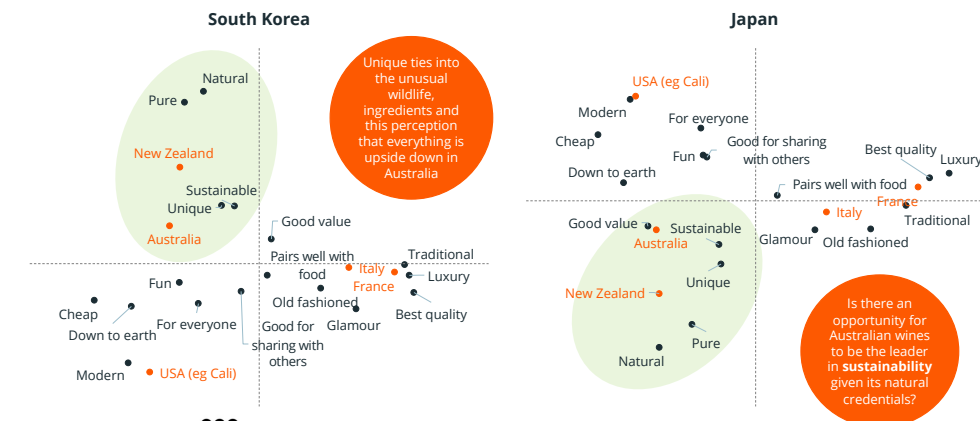 South Korea
Natural
Pure
New Zealand
Sustainable
Unique
Australia
Good value
Pairs well with
food
Traditional
Italy
Luxury
France
Old fashioned
Best quality
Glamour
Fun
Cheap
Down to earth
For everyone
Good for
sharing with
others
Modern
USA (eg Cali)
Unique ties into
the unusual
wildlife,
ingredients and
this perception
that everything is
upside down in
Australia
Japan
USA (eg Cali)
Modern
For everyone
Cheap
Good for sharing
with others
Fun
Down to earth
Best quality
Luxury
Pairs well with food
France
Italy
Traditional
Glamour
Old fashioned
Good value
Sustainable
Australia
Unique
New Zealand
Pure
Natural
Is there an
opportunity for
Australian wines
to be the leader
in sustainability
given its natural
credentials?